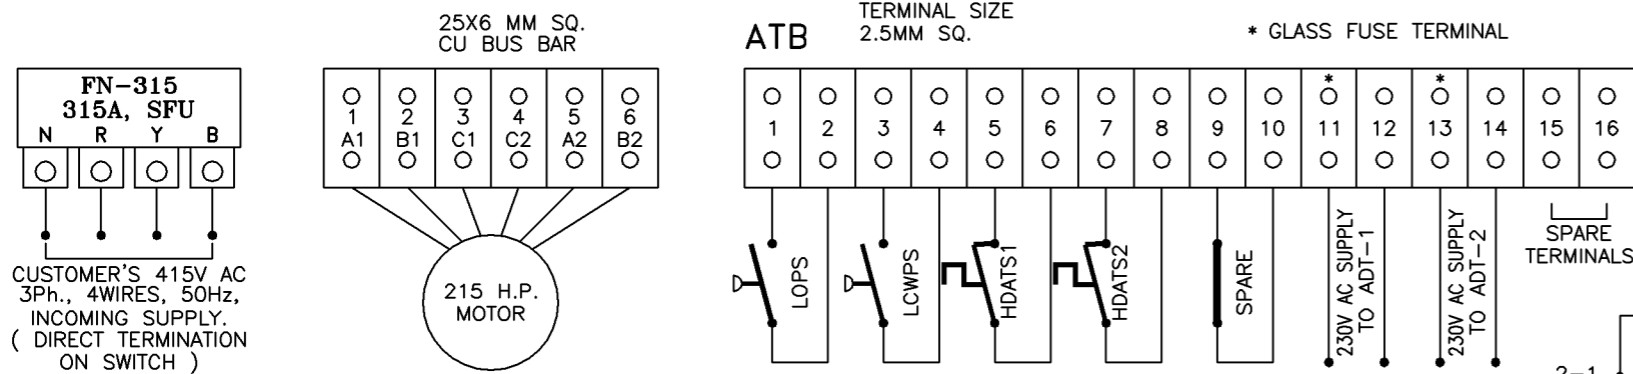 25X6 MM SQ.
CU BUS BAR
ATB
TERMINAL SIZE
2.5MM SQ.
* GLASS FUSE TERMINAL
FN-315
315A, SFU
N R Y B
CUSTOMER'S 415V AC
3Ph., 4WIRES, 50Hz,
INCOMING SUPPLY.
( DIRECT TERMINATION
ON SWITCH )
1 2 3 4 5 6
A1 B1 C1 C2 A2 B2
215 H.P.
MOTOR
* *
1 2 3 4 5 6 7 8 9 10 11 12 13 14 15 16
LOPS
LCWPS
HDATS1
HDATS2
SPARE
230V AC SUPPLY
TO ADT-1
230V AC SUPPLY
TO ADT-2
SPARE
TERMINALS
2-1